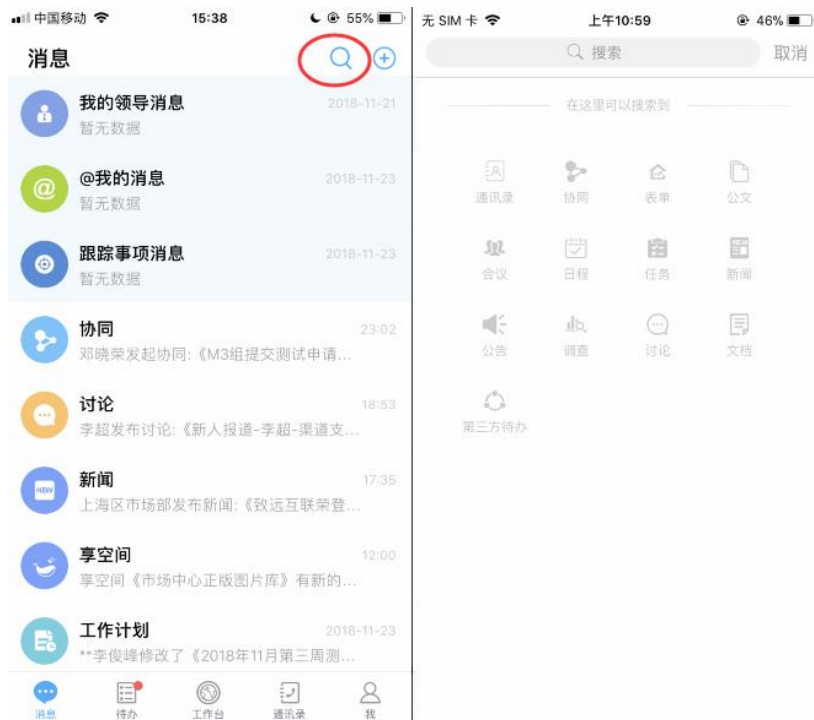 中国移动 15:38 55%
消息
我的领导消息 2018-11-21
暂无数据
@我的消息 2018-11-23
暂无数据
跟踪事项消息 2018-11-23
暂无数据
协同 23:02
邓晓荣发起协同:《M3组提交测试申请...
讨论 18:53
李超发布讨论:《新人报道-李超-渠道支...
NEW
新闻 17:35
上海区市场部发布新闻:《致远互联荣登...
享空间 12:00
享空间《市场中心正版图片库》有新的...
工作计划 2018-11-23
**李俊峰修改了《2018年11月第三周测...
消息 待办 工作台 通讯录 我
无 SIM 卡 上午10:59 46%
搜索 取消
在这里可以搜索到
通讯录 协同 表单 公文
会议 日程 任务 新闻
公告 调查 讨论 文档
第三方待办